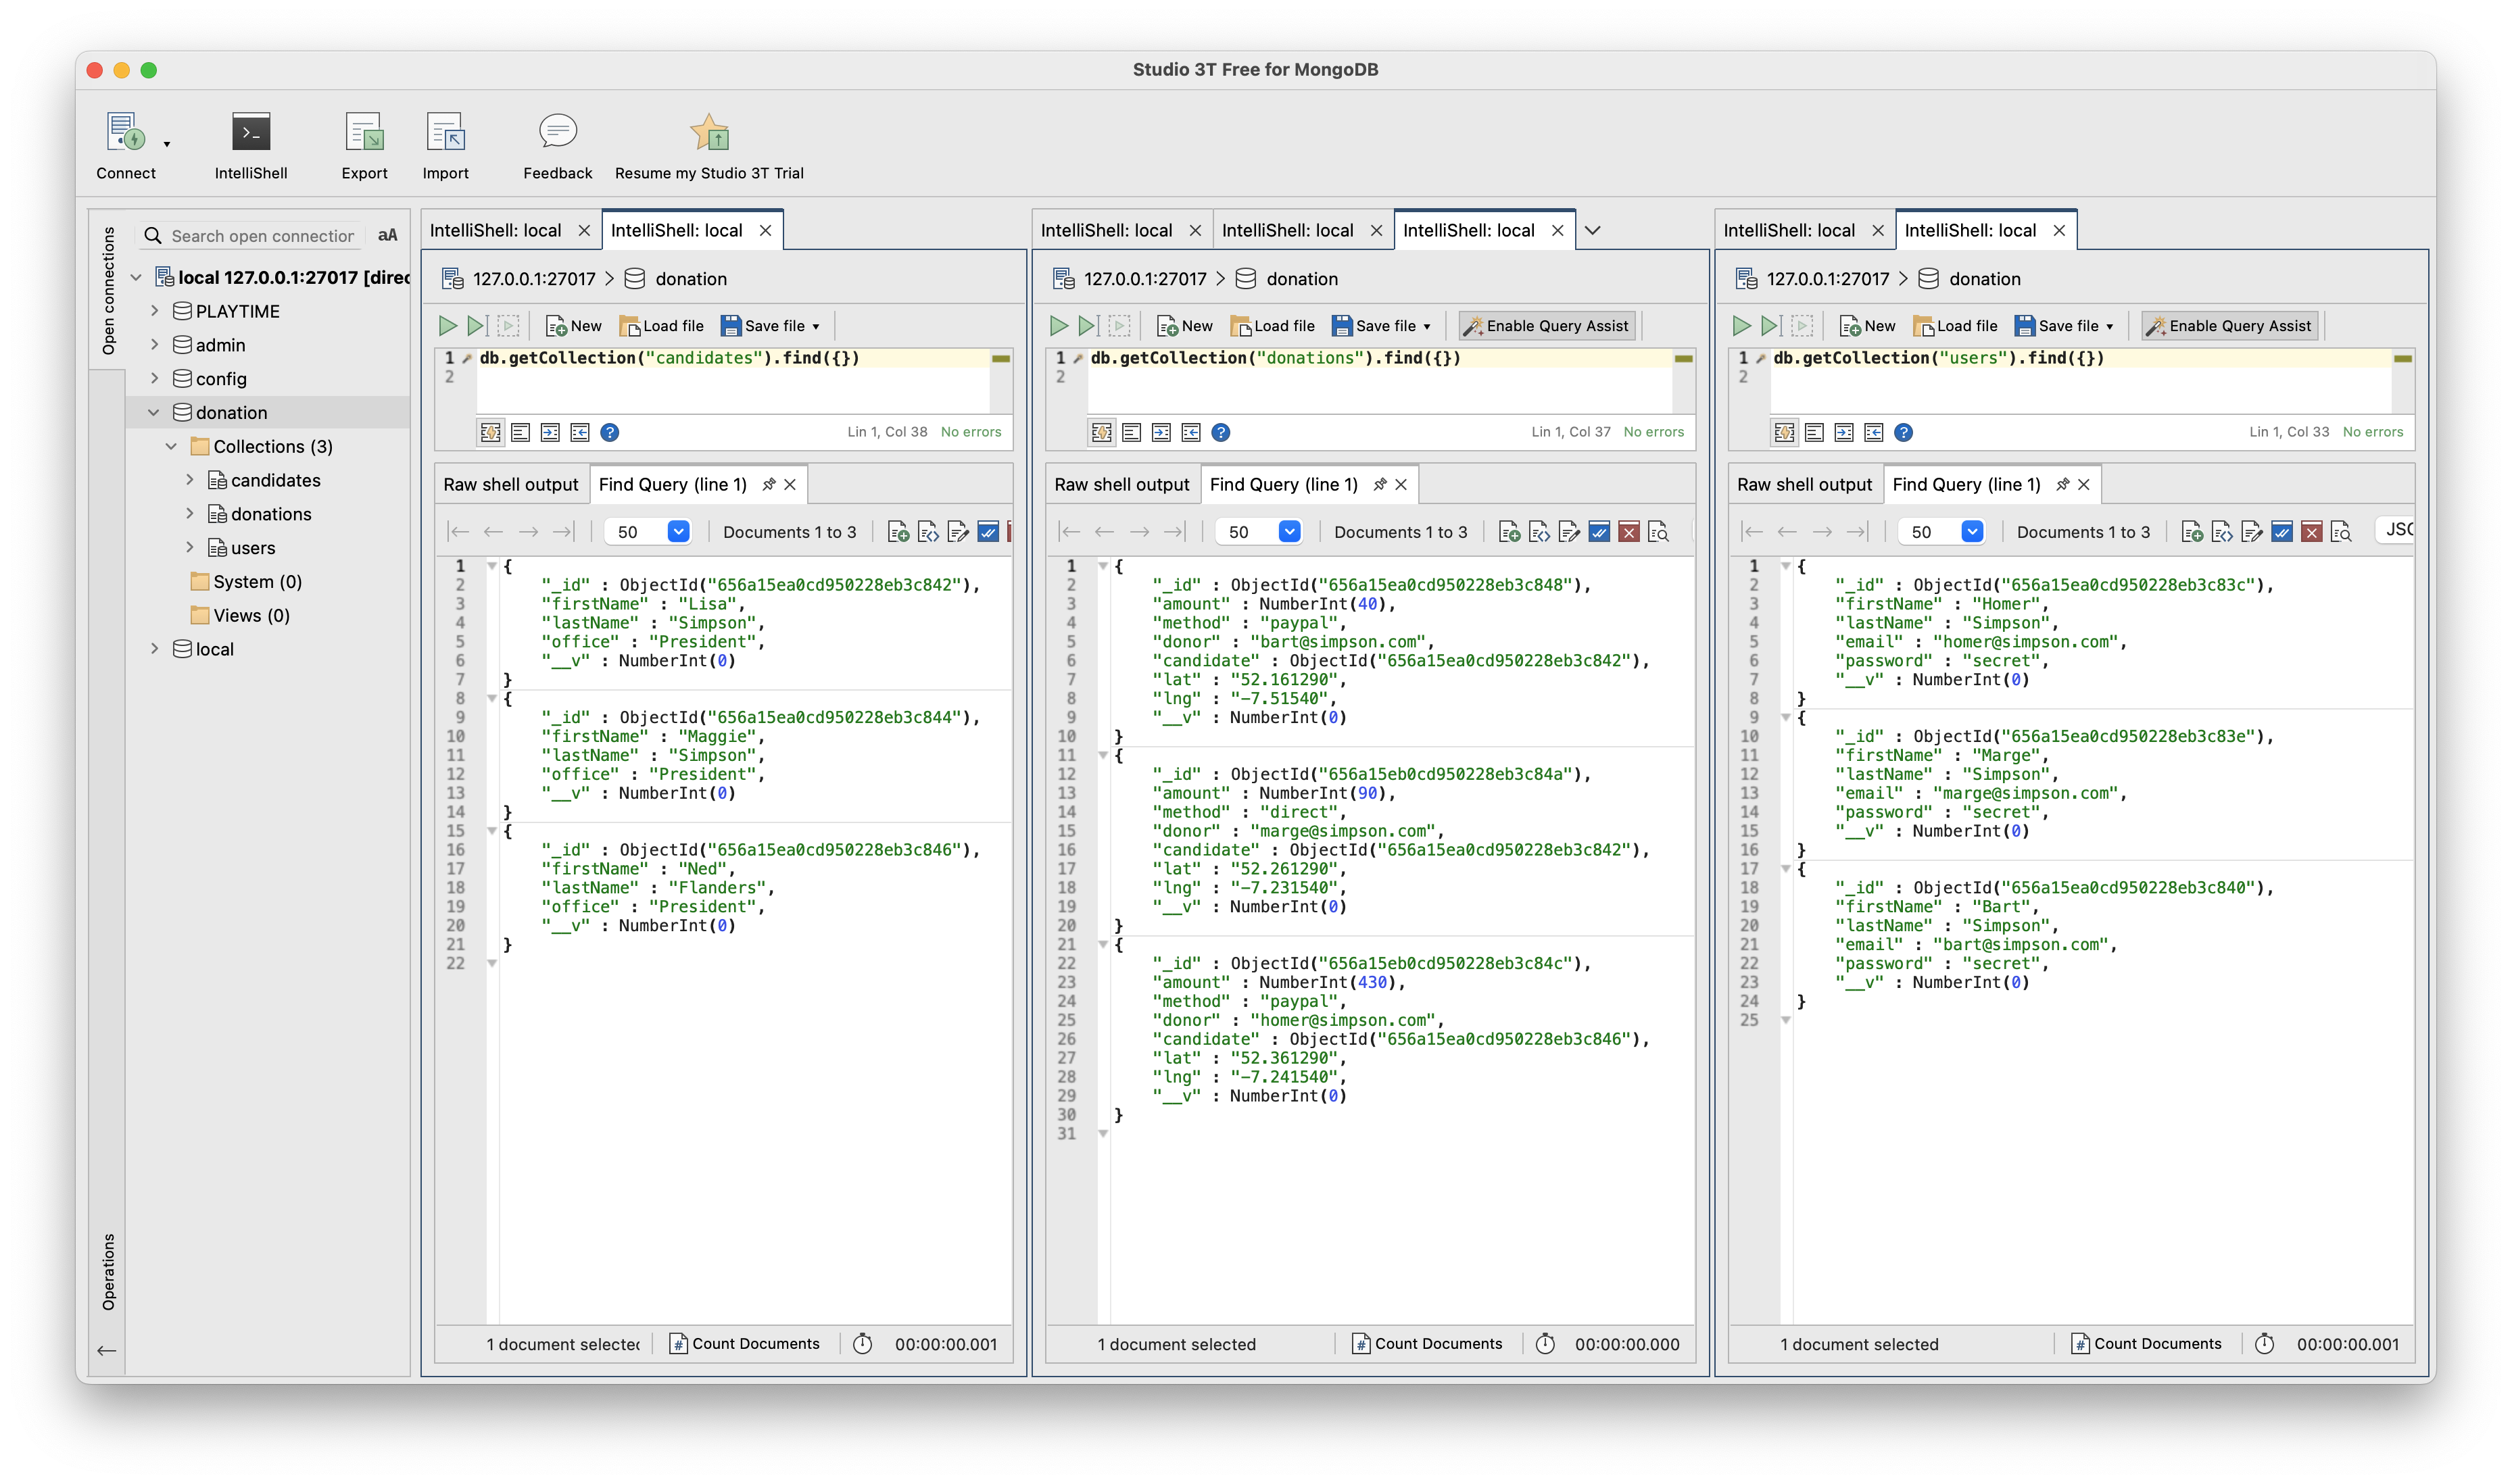 Studio 3T Free for MongoDB
Connect
IntelliShell
Export
Import
Feedback
Resume my Studio 3T Trial
Open connections
Operations
Search open connection
aA
local 127.0.0.1:27017 [direc
PLAYTIME
admin
config
donation
Collections (3)
candidates
donations
users
System (0)
Views (0)
local
IntelliShell: local
IntelliShell: local
127.0.0.1:27017 > donation
New Load file Save file
1 db.getCollection("candidates").find({})
2
Lin 1, Col 38 No errors
Raw shell output Find Query (line 1)
50 Documents 1 to 3
1 {
2 "_id" : ObjectId("656a15ea0cd950228eb3c842"),
3 "firstName" : "Lisa",
4 "lastName" : "Simpson",
5 "office" : "President",
6 "__v" : NumberInt(0)
7 }
8 {
9 "_id" : ObjectId("656a15ea0cd950228eb3c844"),
10 "firstName" : "Maggie",
11 "lastName" : "Simpson",
12 "office" : "President",
13 "__v" : NumberInt(0)
14 }
15 {
16 "_id" : ObjectId("656a15ea0cd950228eb3c846"),
17 "firstName" : "Ned",
18 "lastName" : "Flanders",
19 "office" : "President",
20 "__v" : NumberInt(0)
21 }
22
1 document selected Count Documents 00:00:00.001
IntelliShell: local
IntelliShell: local
IntelliShell: local
127.0.0.1:27017 > donation
New Load file Save file Enable Query Assist
1 db.getCollection("donations").find({})
2
Lin 1, Col 37 No errors
Raw shell output Find Query (line 1)
50 Documents 1 to 3
1 {
2 "_id" : ObjectId("656a15ea0cd950228eb3c848"),
3 "amount" : NumberInt(40),
4 "method" : "paypal",
5 "donor" : "bart@simpson.com",
6 "candidate" : ObjectId("656a15ea0cd950228eb3c842"),
7 "lat" : "52.161290",
8 "lng" : "-7.51540",
9 "__v" : NumberInt(0)
10 }
11 {
12 "_id" : ObjectId("656a15eb0cd950228eb3c84a"),
13 "amount" : NumberInt(90),
14 "method" : "direct",
15 "donor" : "marge@simpson.com",
16 "candidate" : ObjectId("656a15ea0cd950228eb3c842"),
17 "lat" : "52.261290",
18 "lng" : "-7.231540",
19 "__v" : NumberInt(0)
20 }
21 {
22 "_id" : ObjectId("656a15eb0cd950228eb3c84c"),
23 "amount" : NumberInt(430),
24 "method" : "paypal",
25 "donor" : "homer@simpson.com",
26 "candidate" : ObjectId("656a15ea0cd950228eb3c846"),
27 "lat" : "52.361290",
28 "lng" : "-7.241540",
29 "__v" : NumberInt(0)
30 }
31
1 document selected Count Documents 00:00:00.000
IntelliShell: local
IntelliShell: local
127.0.0.1:27017 > donation
New Load file Save file Enable Query Assist
1 db.getCollection("users").find({})
2
Lin 1, Col 33 No errors
Raw shell output Find Query (line 1)
50 Documents 1 to 3 JSO
1 {
2 "_id" : ObjectId("656a15ea0cd950228eb3c83c"),
3 "firstName" : "Homer",
4 "lastName" : "Simpson",
5 "email" : "homer@simpson.com",
6 "password" : "secret",
7 "__v" : NumberInt(0)
8 }
9 {
10 "_id" : ObjectId("656a15ea0cd950228eb3c83e"),
11 "firstName" : "Marge",
12 "lastName" : "Simpson",
13 "email" : "marge@simpson.com",
14 "password" : "secret",
15 "__v" : NumberInt(0)
16 }
17 {
18 "_id" : ObjectId("656a15ea0cd950228eb3c840"),
19 "firstName" : "Bart",
20 "lastName" : "Simpson",
21 "email" : "bart@simpson.com",
22 "password" : "secret",
23 "__v" : NumberInt(0)
24 }
25
1 document selected Count Documents 00:00:00.001